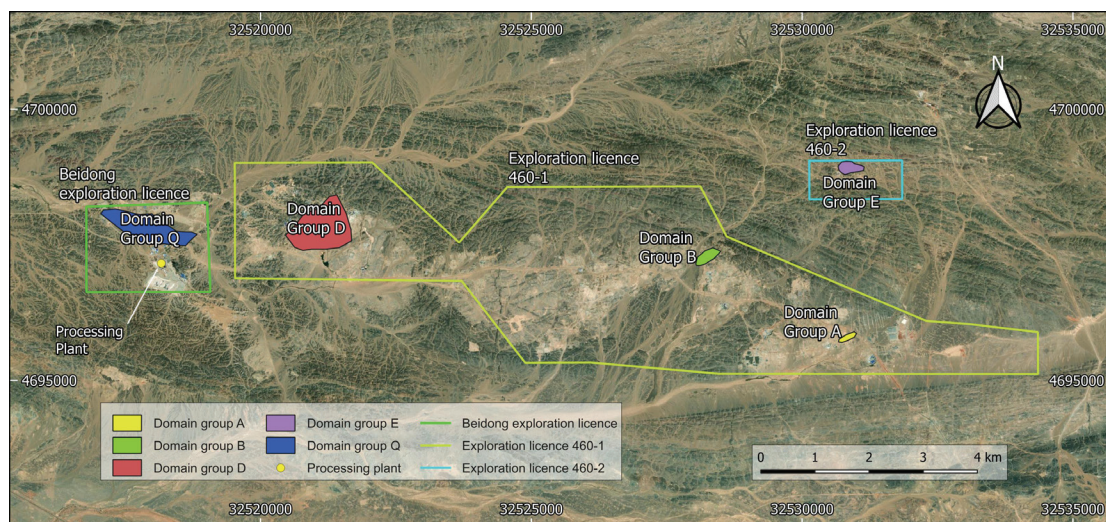 32520000 32525000 32530000 32535000
N
4700000 4700000
Exploration licence
460-2
Exploration licence
460-1
Beidong
exploration licence
Domain
Group E
Domain
Group D
Domain
Group Q
Domain
Group B
Domain
Group A
Processing
Plant
4695000 4695000
Domain group A
Domain group B
Domain group D
Domain group E
Domain group Q
Processing plant
Beidong exploration licence
Exploration licence 460-1
Exploration licence 460-2
0 1 2 3 4 km
32520000 32525000 32530000 32535000